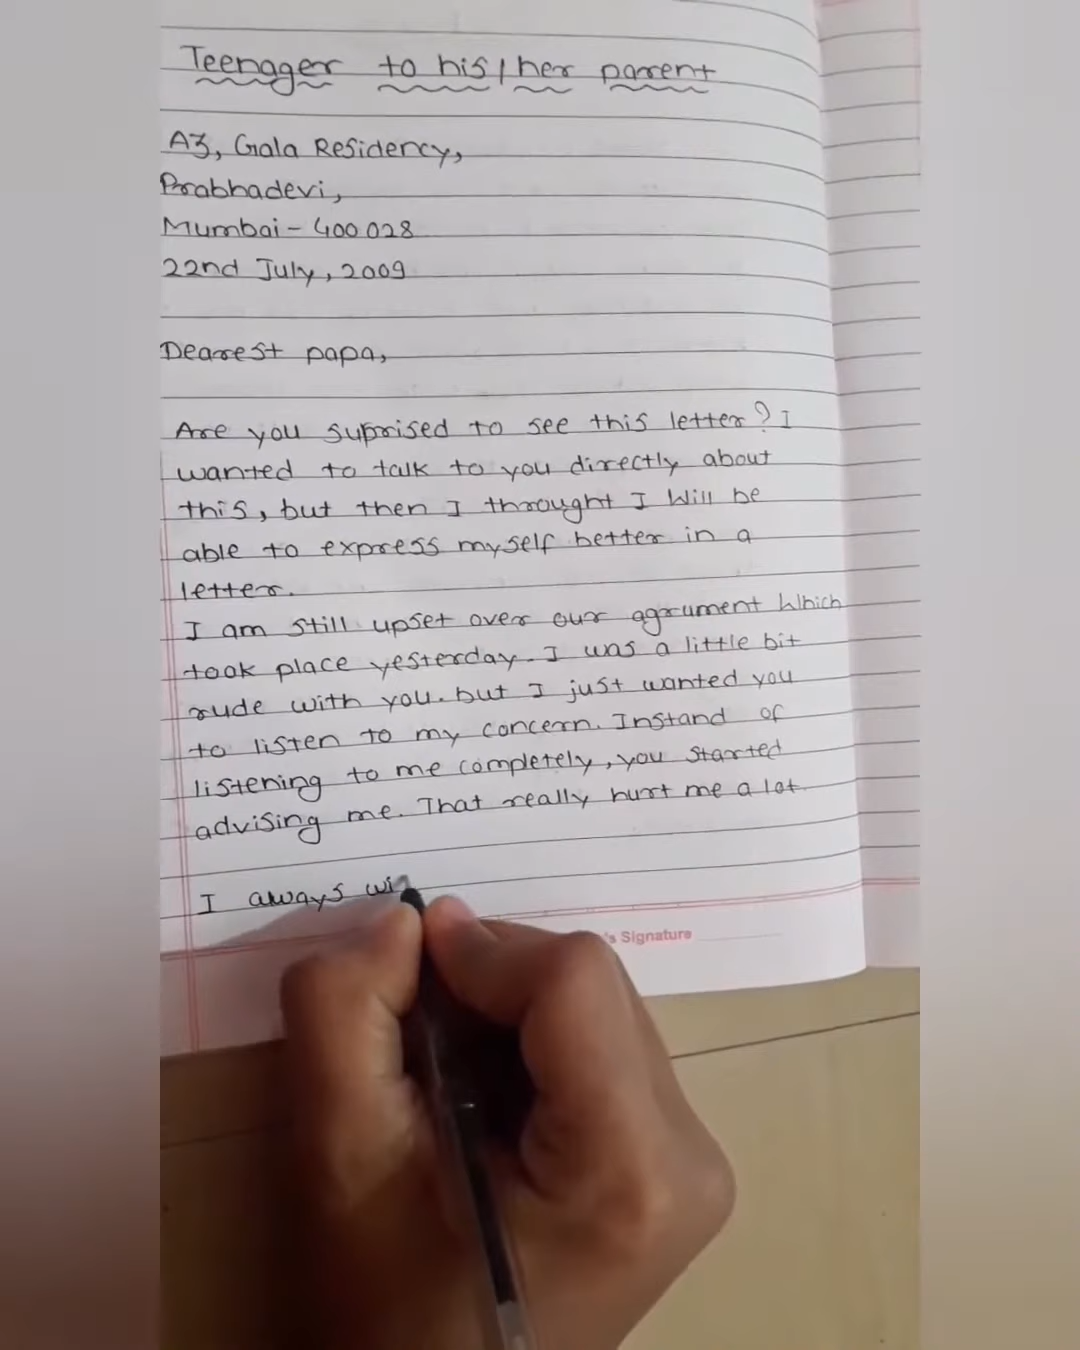 Teenager to his/her parent
A3, Gala Residency,
Prabhadevi,
Mumbai - 400 028
22nd July, 2009
Dearest papa,
Are you suprised to see this letter? I
wanted to talk to you directly about
this, but then I throught I will be
able to express myself better in a
letter.
I am still upset over our agrument which
took place yesterday. I was a little bit
rude with you. but I just wanted you
to listen to my concern. Instand of
listening to me completely, you started
advising me. That really hurt me a lot.
I aways
's Signature